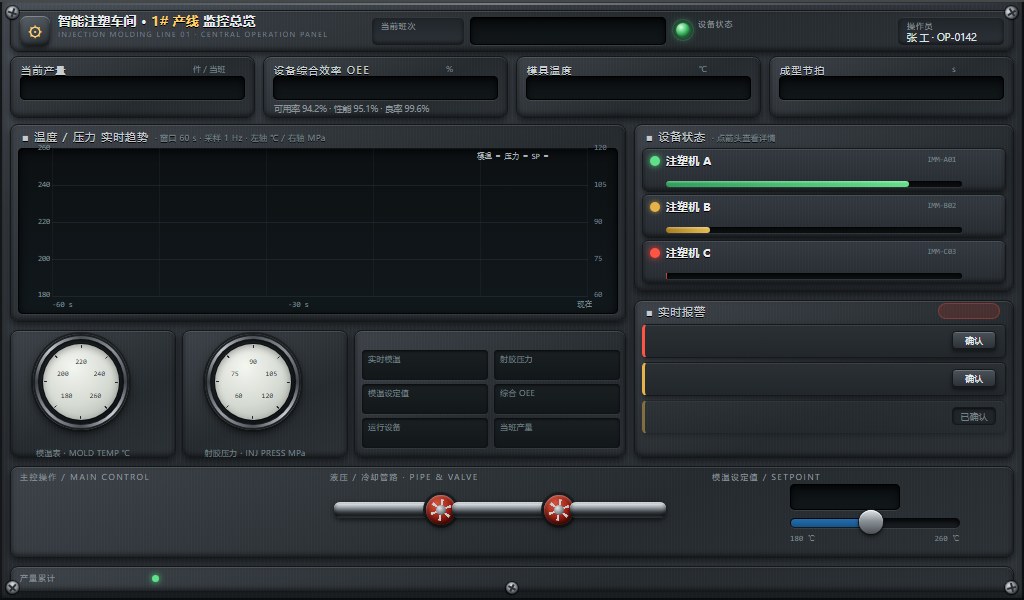 智能注塑车间 • 1# 产线 监控总览
INJECTION MOLDING LINE 01 · CENTRAL OPERATION PANEL
当前班次
设备状态
操作员
张工 · OP-0142
当前产量 件 / 当班
设备综合效率 OEE %
可用率 94.2% · 性能 95.1% · 良率 99.6%
模具温度 ℃
成型节拍 s
■ 温度 / 压力 实时趋势 · 窗口 60 s · 采样 1 Hz · 左轴 ℃ / 右轴 MPa
模温 = 压力 = SP =
260
240
220
200
180
120
105
90
75
60
-60 s
-30 s
现在
■ 设备状态 · 点箭头查看详情
注塑机 A IMM-A01
注塑机 B IMM-B02
注塑机 C IMM-C03
■ 实时报警
确认
确认
已确认
220
200 240
180 260
模温表 · MOLD TEMP ℃
90
75 105
60 120
射胶压力 · INJ PRESS MPa
实时模温
射胶压力
模温设定值
综合 OEE
运行设备
当班产量
主控操作 / MAIN CONTROL
液压 / 冷却管路 · PIPE & VALVE
模温设定值 / SETPOINT
180 ℃
260 ℃
产量累计